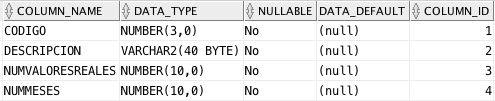 COLUMN_NAME DATA_TYPE NULLABLE DATA_DEFAULT COLUMN_ID
CODIGO NUMBER(3,0) No (null) 1
DESCRIPCION VARCHAR2(40 BYTE) No (null) 2
NUMVALORESREALES NUMBER(10,0) No (null) 3
NUMMESES NUMBER(10,0) No (null) 4